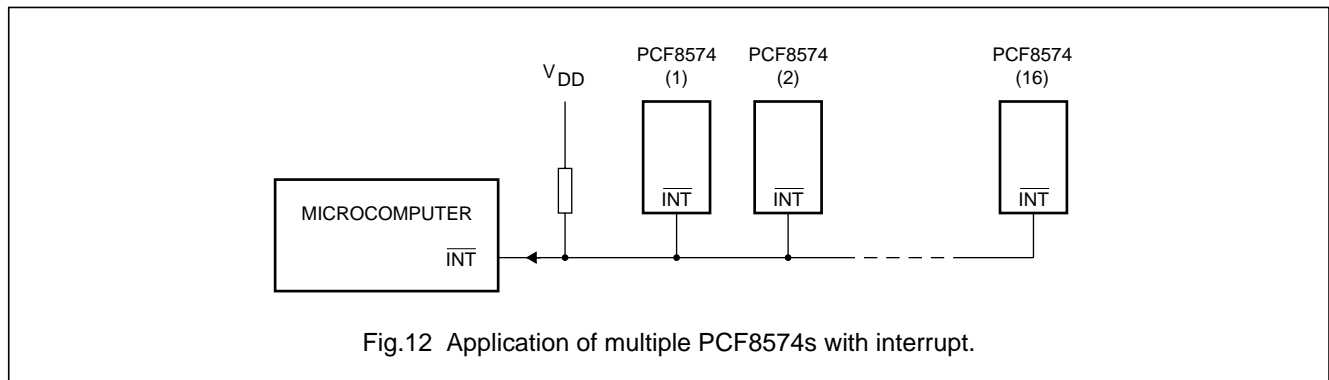 PCF8574
(1)
PCF8574
(2)
PCF8574
(16)
VDD
INT
INT
INT
MICROCOMPUTER
INT
Fig.12 Application of multiple PCF8574s with interrupt.